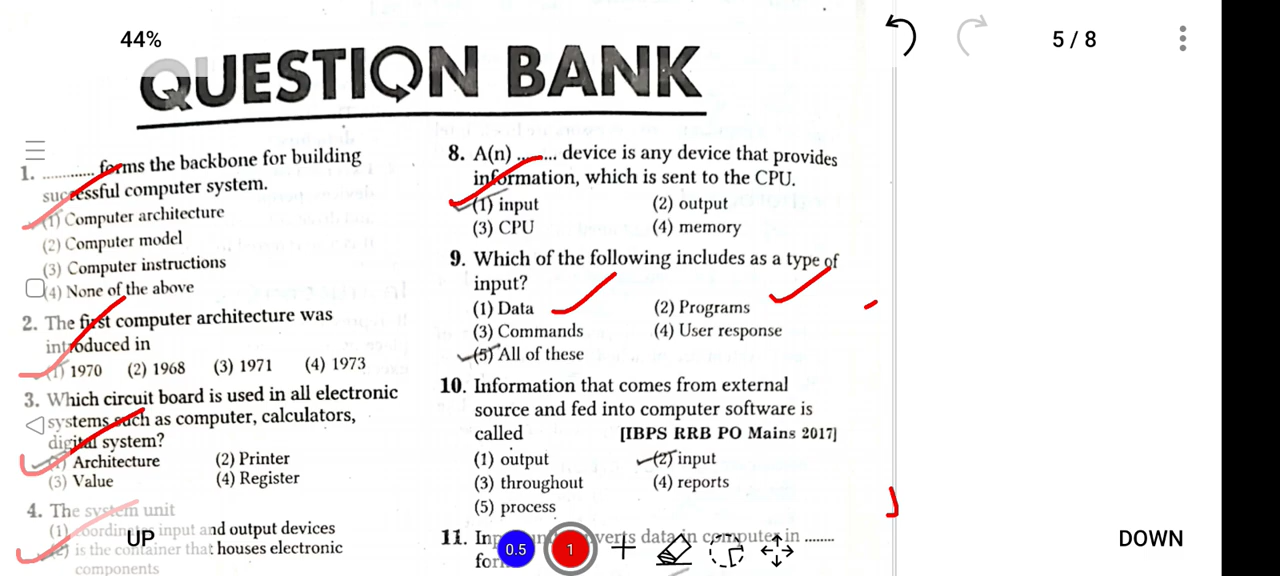 44%
5 / 8
QUESTION BANK
1. ............ forms the backbone for building
successful computer system.
(1) Computer architecture
(2) Computer model
(3) Computer instructions
(4) None of the above
2. The first computer architecture was
introduced in
(1) 1970 (2) 1968 (3) 1971 (4) 1973
3. Which circuit board is used in all electronic
systems such as computer, calculators,
digital system?
(1) Architecture (2) Printer
(3) Value (4) Register
4. The system unit
(1) coordinates input and output devices
(2) is the container that houses electronic
components
8. A(n) ......... device is any device that provides
information, which is sent to the CPU.
(1) input (2) output
(3) CPU (4) memory
9. Which of the following includes as a type of
input?
(1) Data (2) Programs
(3) Commands (4) User response
(5) All of these
10. Information that comes from external
source and fed into computer software is
called [IBPS RRB PO Mains 2017]
(1) output (2) input
(3) throughout (4) reports
(5) process
11. data in computer in ........
UP
0.5
1
DOWN